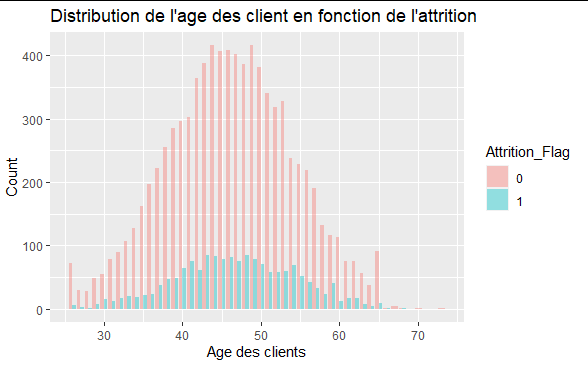 Distribution de l'age des client en fonction de l'attrition
400
300
200
100
0
Count
30 40 50 60 70
Age des clients
Attrition_Flag
0
1